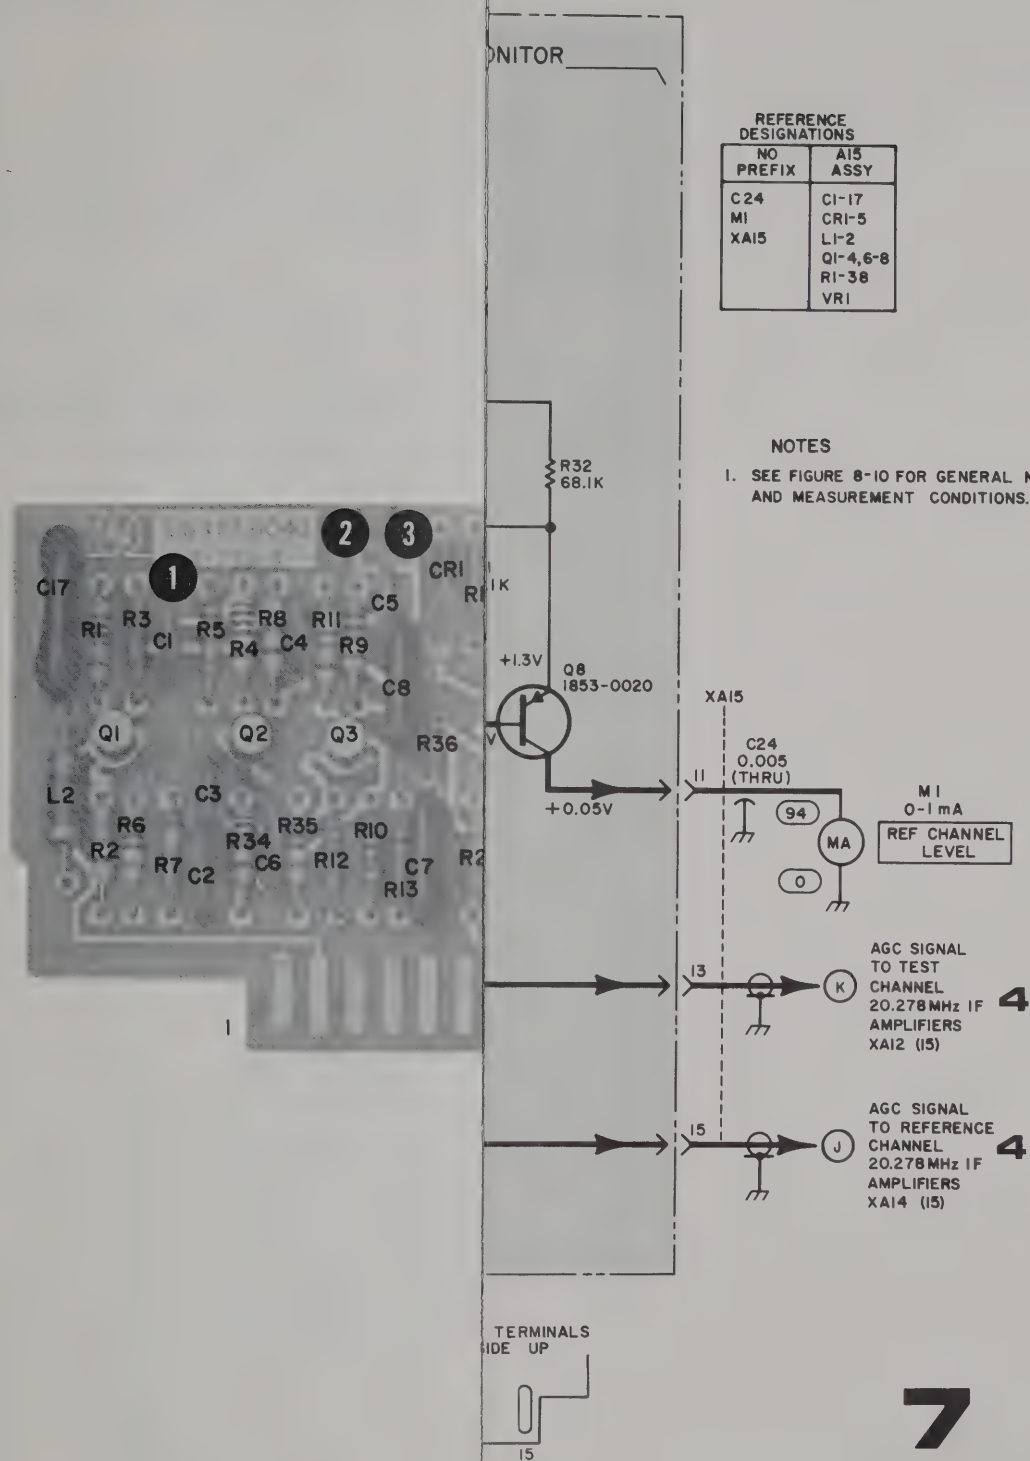 ONITOR
REFERENCE
DESIGNATIONS
NO PREFIX
A15 ASSY
C24
M1
XA15
C1-17
CR1-5
L1-2
Q1-4,6-8
R1-38
VR1
NOTES
1. SEE FIGURE 8-10 FOR GENERAL N
AND MEASUREMENT CONDITIONS.
R32
68.1K
1
2
3
C17
CR1
R1
1K
R1
R3
C1
R5
R8
R4
C4
R11
R9
C5
C8
Q1
Q2
Q3
R36
L2
C3
R6
R2
R7
C2
R34
C6
R35
R12
R10
C7
R13
R2
1
+1.3V
Q8
1853-0020
V
+0.05V
XA15
11
C24
0.005
(THRU)
94
0
MA
M1
0-1mA
REF CHANNEL
LEVEL
13
K
AGC SIGNAL
TO TEST
CHANNEL
20.278MHz IF
AMPLIFIERS
XA12 (15)
4
15
J
AGC SIGNAL
TO REFERENCE
CHANNEL
20.278MHz IF
AMPLIFIERS
XA14 (15)
4
TERMINALS
IDE UP
15
7